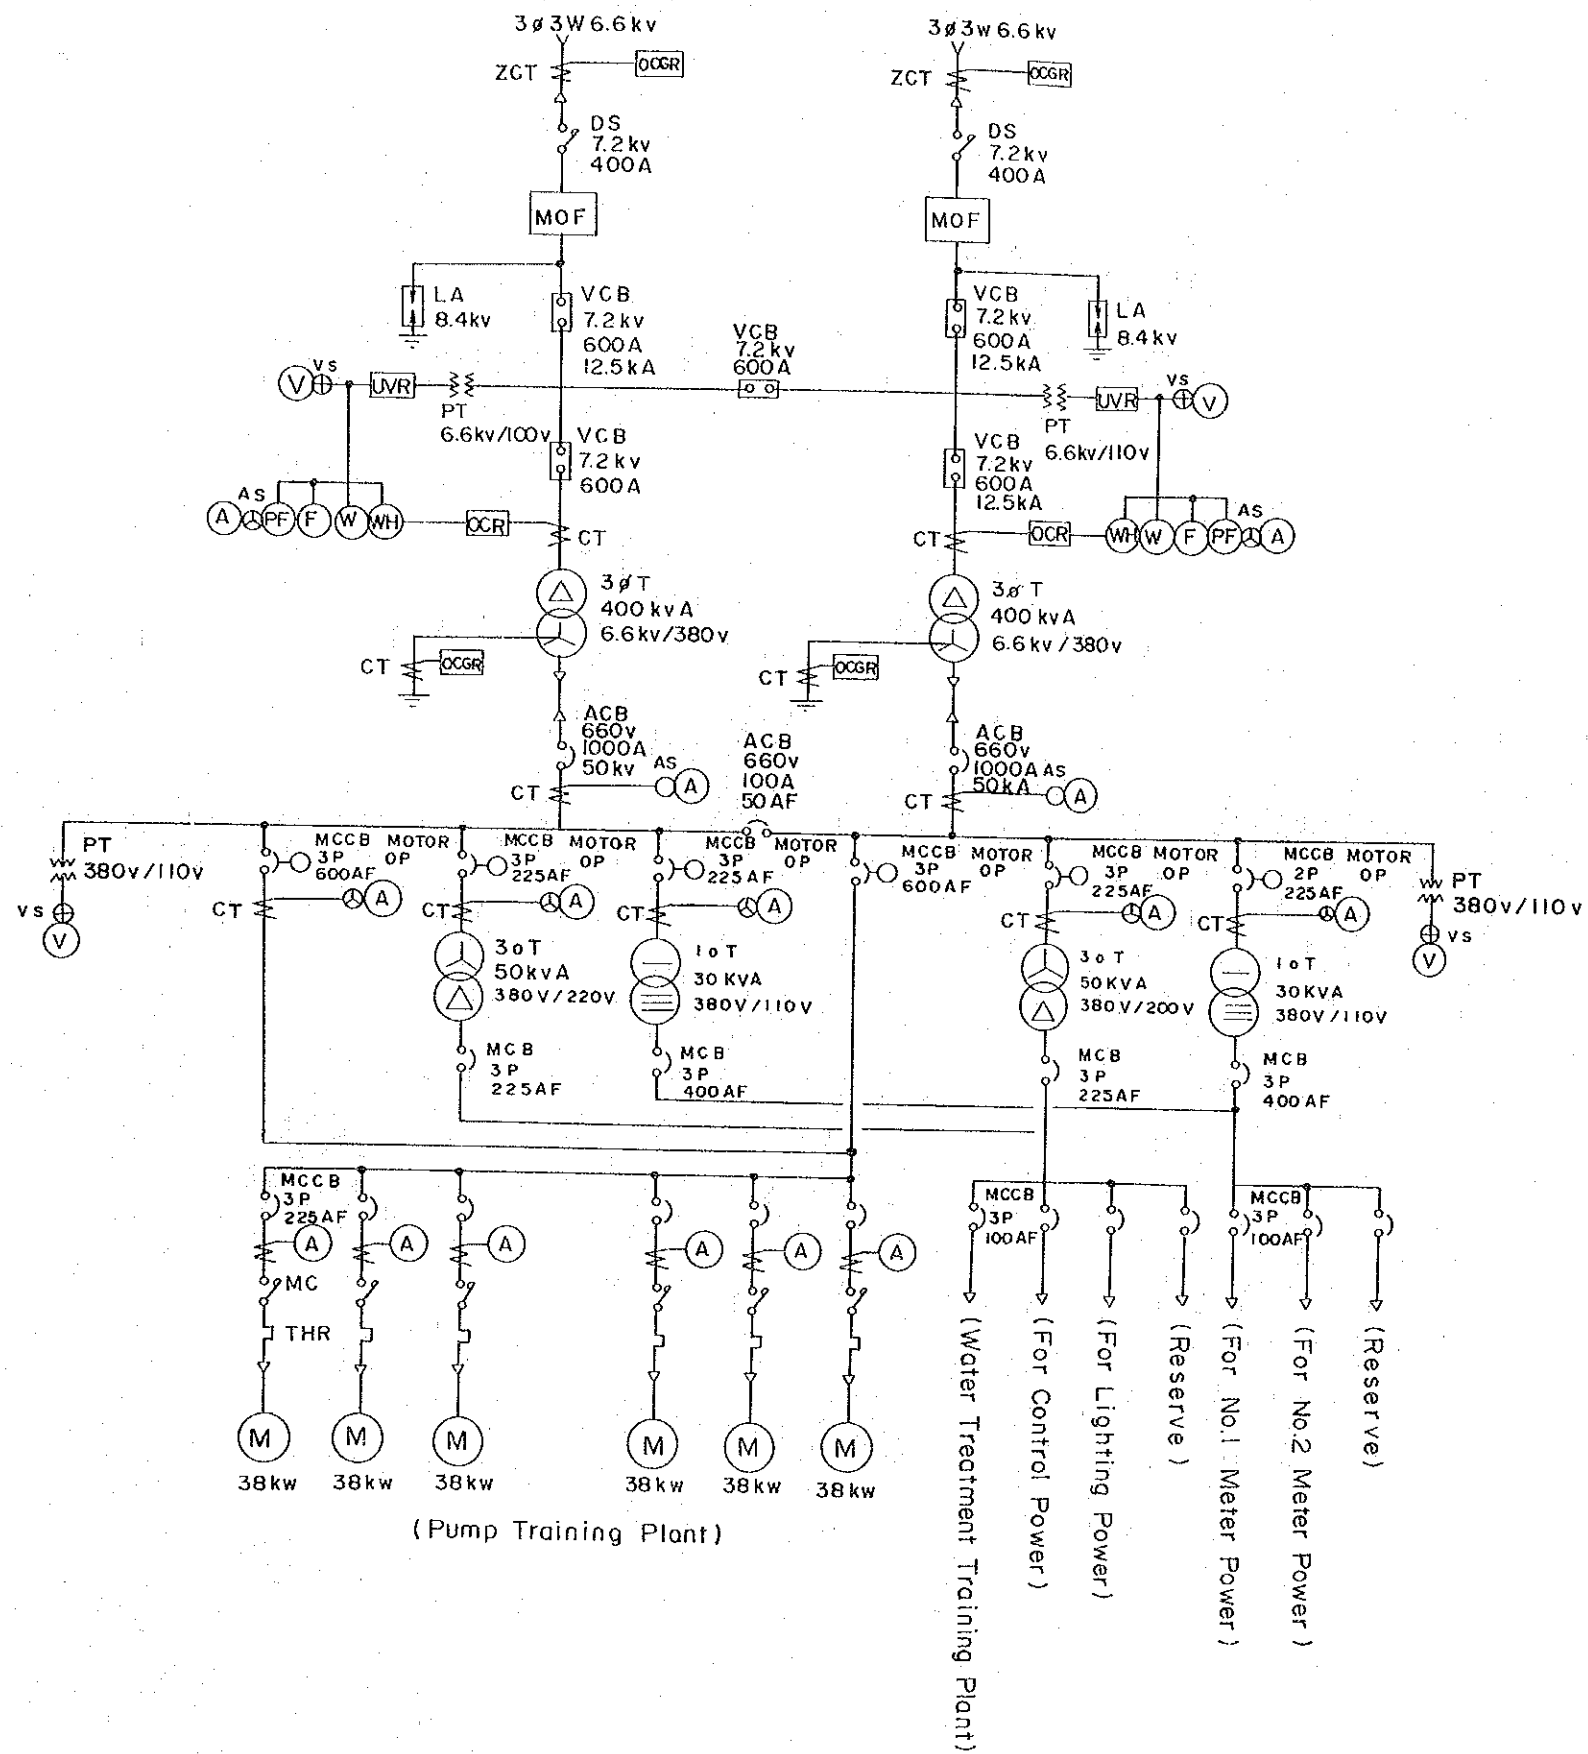 3ø3W6.6kv
3ø3w6.6kv
ZCT
OCGR
ZCT
OCGR
DS
7.2kv
400A
DS
7.2kv
400A
MOF
MOF
LA
8.4kv
VCB
7.2kv
600A
12.5kA
VCB
7.2kv
600A
VCB
7.2kv
600A
12.5kA
LA
8.4kv
V
VS
UVR
PT
6.6kv/100v
PT
6.6kv/110v
UVR
VS
V
VCB
7.2kv
600A
VCB
7.2kv
600A
12.5kA
A
AS
PF
F
W
WH
OCR
CT
CT
OCR
WH
W
F
PF
AS
A
3øT
400kvA
6.6kv/380v
3øT
400kvA
6.6kv/380v
CT
OCGR
CT
OCGR
ACB
660v
1000A
50kv
AS
A
CT
ACB
660v
100A
50AF
ACB
660v
1000A
50kA
AS
A
CT
PT
380v/110v
VS
V
MCCB
3P
600AF
MOTOR
OP
CT
A
MCCB
3P
225AF
MOTOR
OP
CT
A
MCCB
3P
225AF
MOTOR
OP
CT
A
MCCB
3P
600AF
MOTOR
OP
MCCB
3P
225AF
MOTOR
OP
CT
A
MCCB
2P
225AF
MOTOR
OP
CT
A
PT
380v/110v
VS
V
3oT
50kvA
380V/220V
1oT
30KVA
380V/110V
3oT
50KVA
380V/200V
1oT
30KVA
380V/110V
MCB
3P
225AF
MCB
3P
400AF
MCB
3P
225AF
MCB
3P
400AF
MCCB
3P
225AF
A
A
A
A
A
A
MC
THR
MCCB
3P
100AF
MCCB
3P
100AF
M
M
M
M
M
M
38kw
38kw
38kw
38kw
38kw
38kw
(Pump Training Plant)
(Water Treatment Training Plant)
(For Control Power)
(For Lighting Power)
(Reserve)
(For No.1 Meter Power)
(For No.2 Meter Power)
(Reserve)